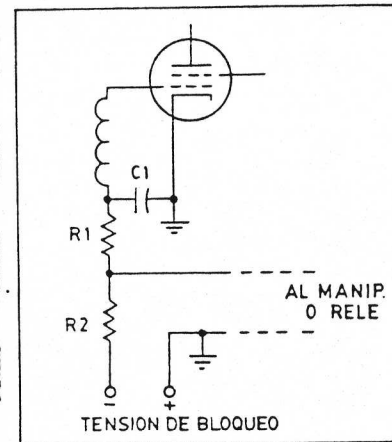 C1
R1
R2
AL MANIP.
O RELE
- +
TENSION DE BLOQUEO